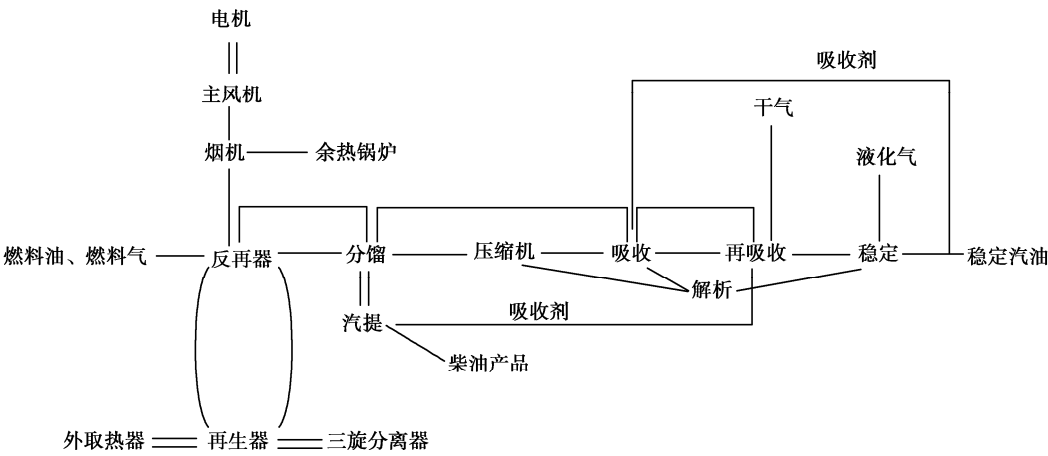 电机
吸收剂
主风机
干气
烟机
余热锅炉
液化气
燃料油、燃料气
反再器
分馏
压缩机
吸收
再吸收
稳定
稳定汽油
解析
汽提
吸收剂
柴油产品
外取热器
再生器
三旋分离器